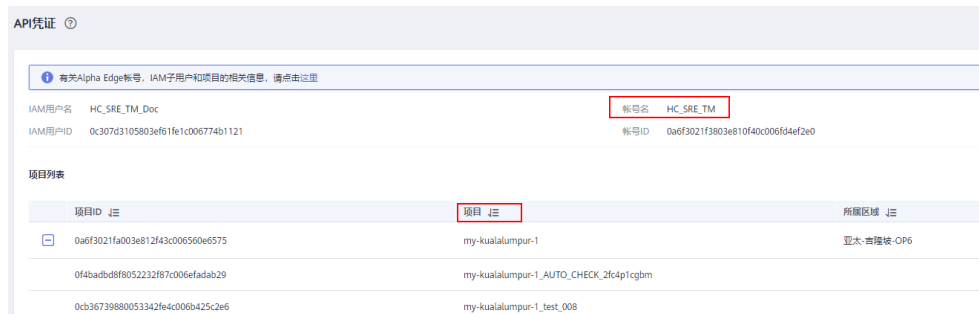 API凭证
有关Alpha Edge帐号，IAM子用户和项目的相关信息，请点击这里
IAM用户名 HC_SRE_TM_Doc 帐号名 HC_SRE_TM
IAM用户ID 0c307d3105803ef61fe1c006774b1121 帐号ID 0a6f3021f3803e810f40c006fd4ef2e0
项目列表
项目ID 项目 所属区域
0a6f3021fa003e812f43c006560e6575 my-kualalumpur-1 亚太-吉隆坡-OP6
0f4badbd8f8052232f87c006efadab29 my-kualalumpur-1_AUTO_CHECK_2fc4p1cgbm
0cb36739880053342fe4c006b425c2e6 my-kualalumpur-1_test_008